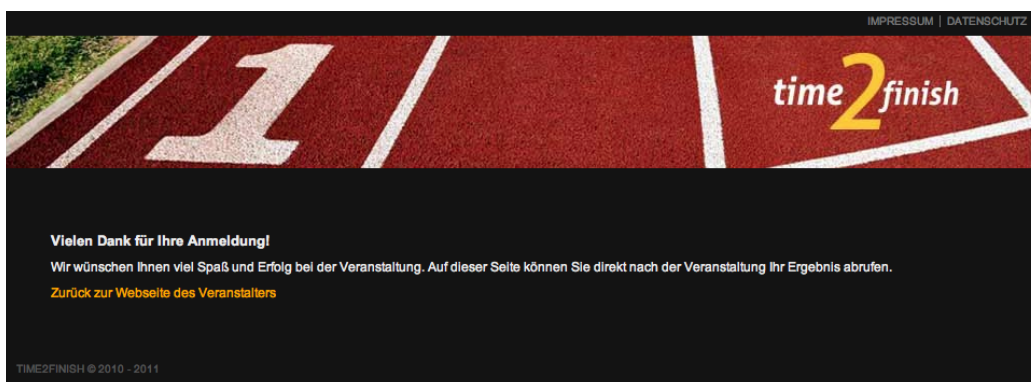 IMPRESSUM | DATENSCHUTZ
1
time2finish
Vielen Dank für Ihre Anmeldung!
Wir wünschen Ihnen viel Spaß und Erfolg bei der Veranstaltung. Auf dieser Seite können Sie direkt nach der Veranstaltung Ihr Ergebnis abrufen.
Zurück zur Webseite des Veranstalters
TIME2FINISH © 2010 - 2011